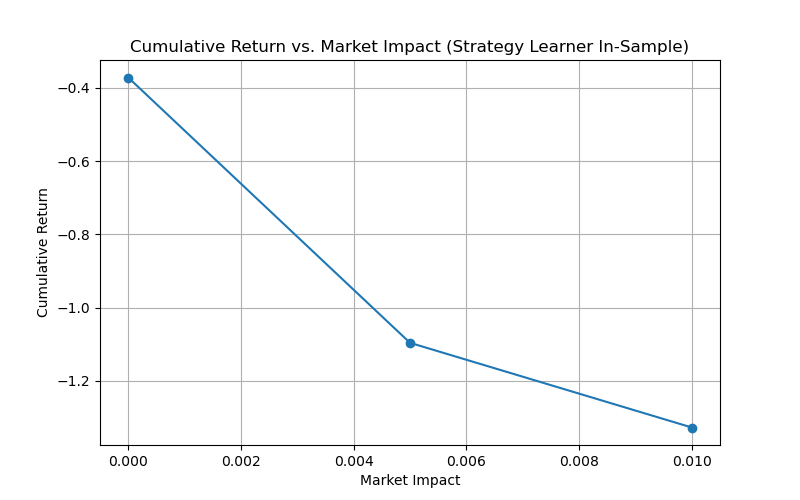 Cumulative Return vs. Market Impact (Strategy Learner In-Sample)
−0.4
−0.6
−0.8
−1.0
−1.2
Cumulative Return
0.000 0.002 0.004 0.006 0.008 0.010
Market Impact